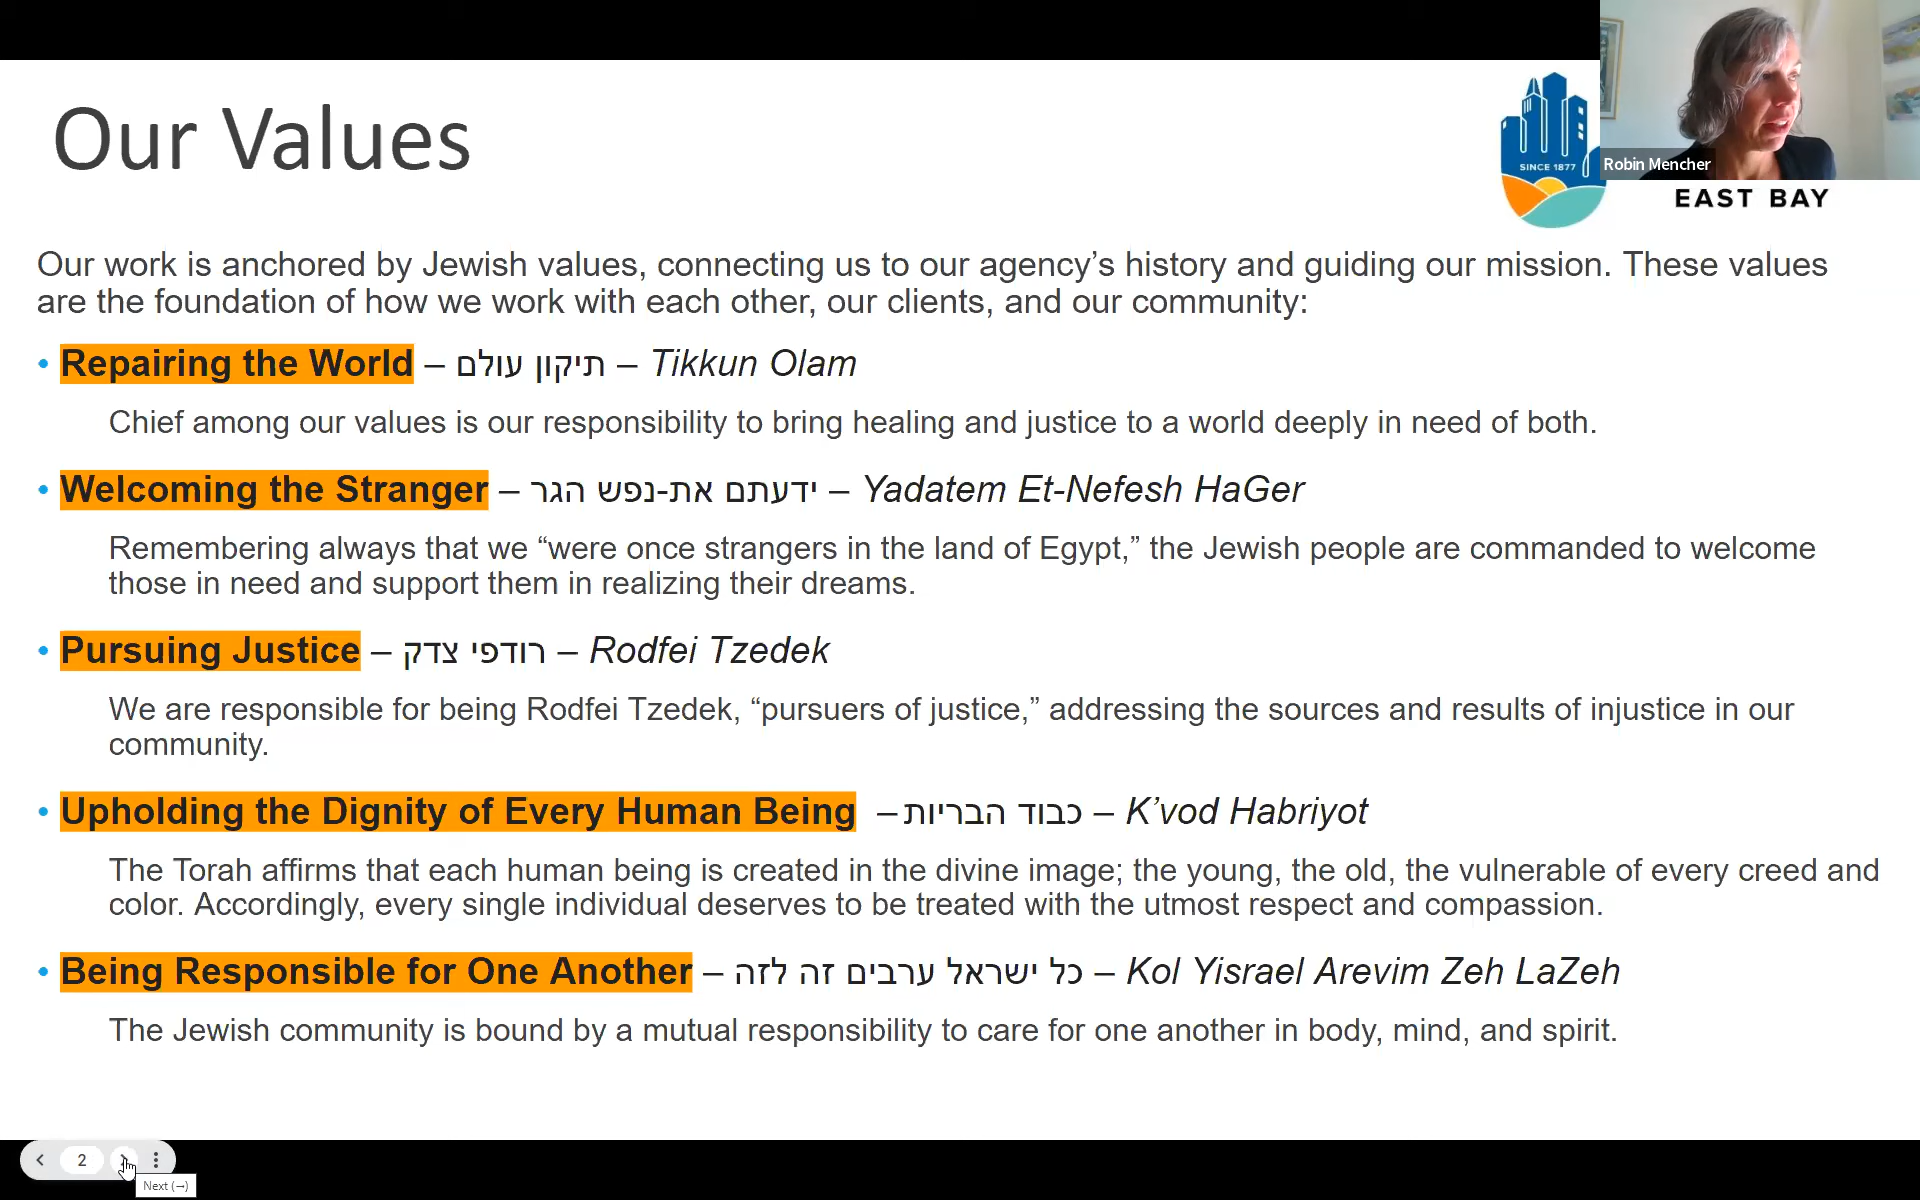 Our Values
SINCE 1877
Robin Mencher
EAST BAY
Our work is anchored by Jewish values, connecting us to our agency’s history and guiding our mission. These values
are the foundation of how we work with each other, our clients, and our community:
• Repairing the World – תיקון עולם – Tikkun Olam
Chief among our values is our responsibility to bring healing and justice to a world deeply in need of both.
• Welcoming the Stranger – ידעתם את-נפש הגר – Yadatem Et-Nefesh HaGer
Remembering always that we “were once strangers in the land of Egypt,” the Jewish people are commanded to welcome
those in need and support them in realizing their dreams.
• Pursuing Justice – רודפי צדק – Rodfei Tzedek
We are responsible for being Rodfei Tzedek, “pursuers of justice,” addressing the sources and results of injustice in our
community.
• Upholding the Dignity of Every Human Being – כבוד הבריות – K’vod Habriyot
The Torah affirms that each human being is created in the divine image; the young, the old, the vulnerable of every creed and
color. Accordingly, every single individual deserves to be treated with the utmost respect and compassion.
• Being Responsible for One Another – כל ישראל ערבים זה לזה – Kol Yisrael Arevim Zeh LaZeh
The Jewish community is bound by a mutual responsibility to care for one another in body, mind, and spirit.
2
Next (→)